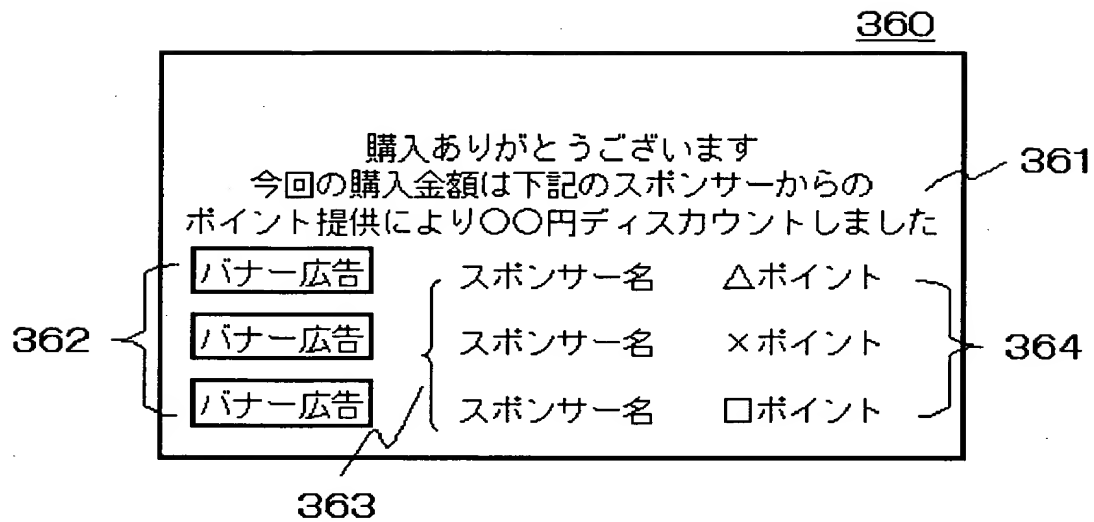 360
購入ありがとうございます
361
今回の購入金額は下記のスポンサーからの
ポイント提供により〇〇円ディスカウントしました
バナー広告 スポンサー名 △ポイント
362
バナー広告 スポンサー名 ×ポイント
364
バナー広告 スポンサー名 □ポイント
363